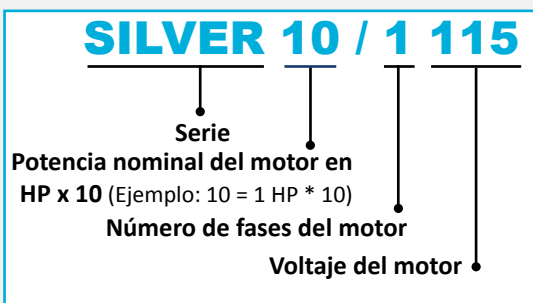 SILVER 10 / 1 115
Serie
Potencia nominal del motor en
HP x 10 (Ejemplo: 10 = 1 HP * 10)
Número de fases del motor
Voltaje del motor